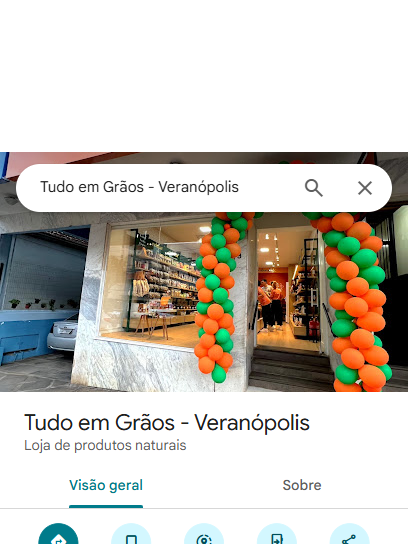 Tudo em Grãos - Veranópolis
Tudo em Grãos - Veranópolis
Loja de produtos naturais
Visão geral
Sobre